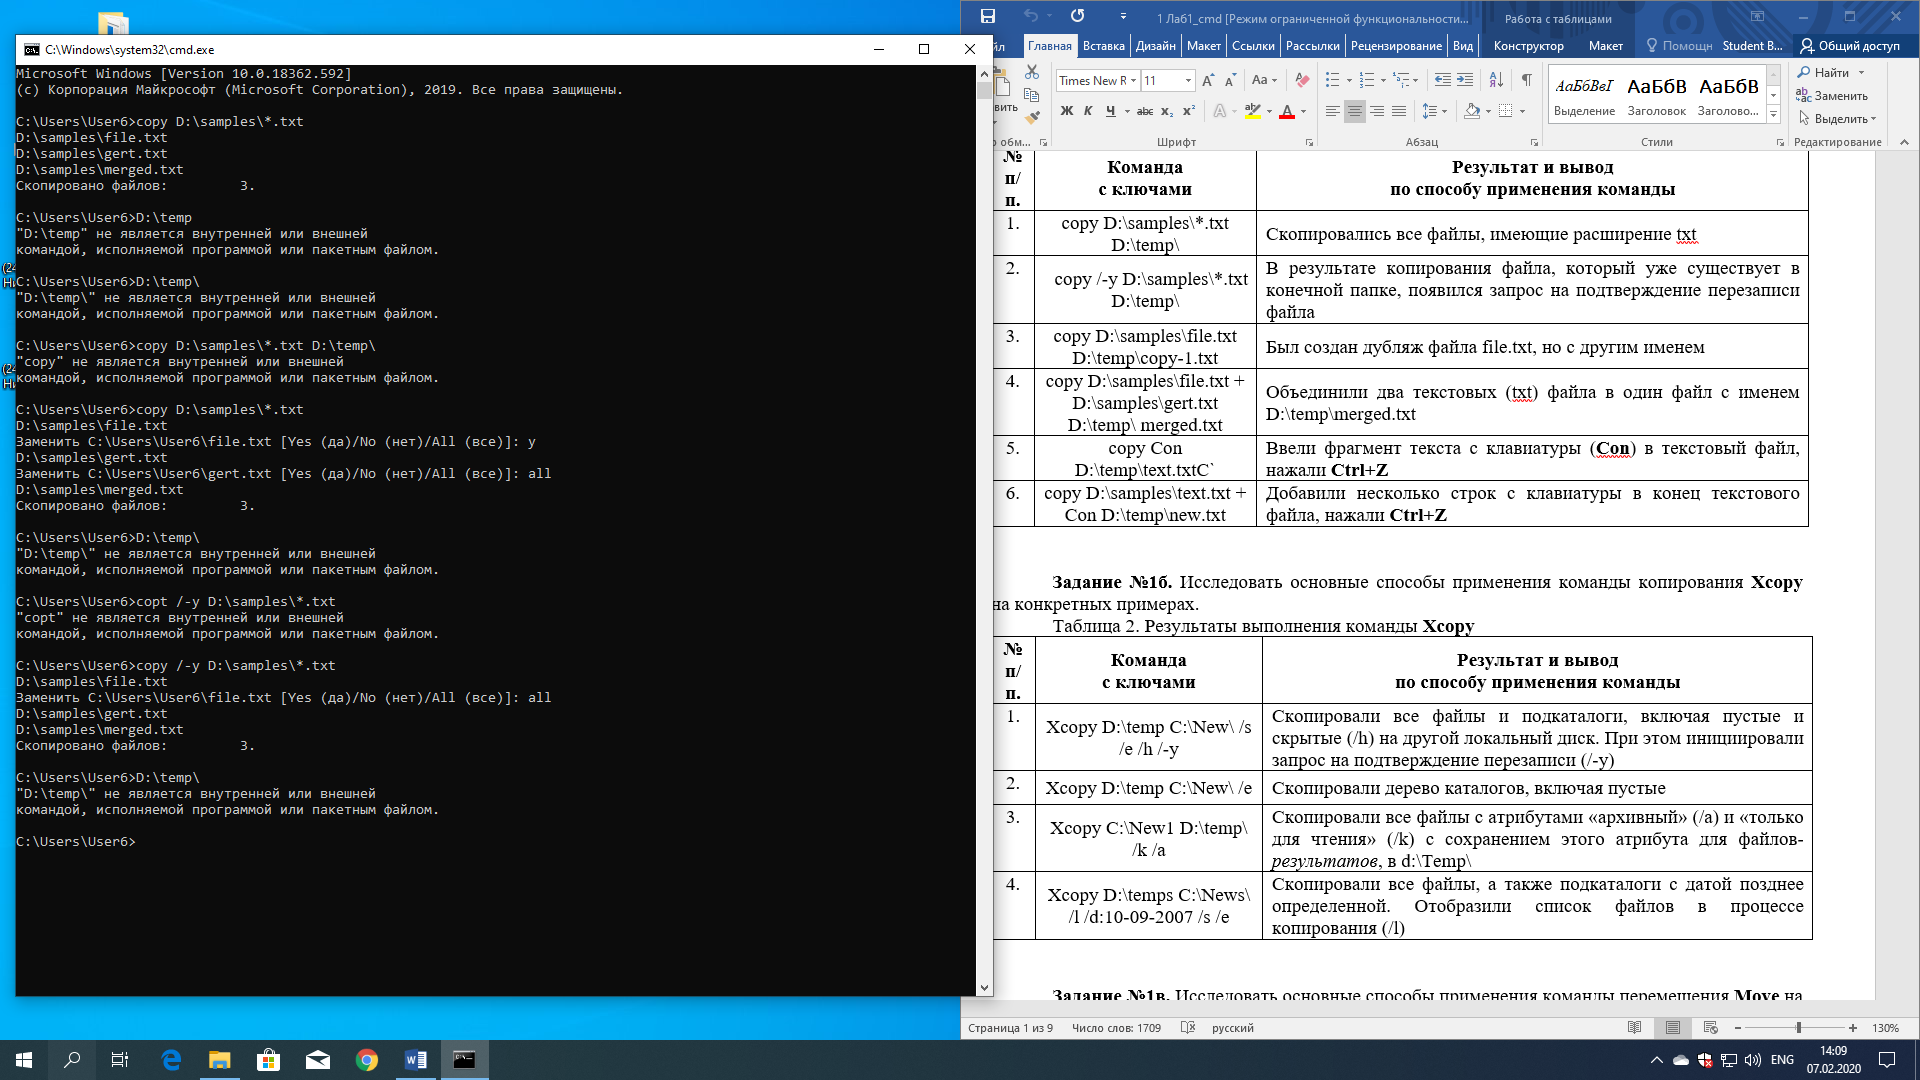 C:\Windows\system32\cmd.exe
Microsoft Windows [Version 10.0.18362.592]
(c) Корпорация Майкрософт (Microsoft Corporation), 2019. Все права защищены.
C:\Users\User6>copy D:\samples\*.txt
D:\samples\file.txt
D:\samples\gert.txt
D:\samples\merged.txt
Скопировано файлов:         3.
C:\Users\User6>D:\temp
"D:\temp" не является внутренней или внешней
командой, исполняемой программой или пакетным файлом.
C:\Users\User6>D:\temp\
"D:\temp\" не является внутренней или внешней
командой, исполняемой программой или пакетным файлом.
C:\Users\User6>copy D:\samples\*.txt D:\temp\
"copy" не является внутренней или внешней
командой, исполняемой программой или пакетным файлом.
C:\Users\User6>copy D:\samples\*.txt
D:\samples\file.txt
Заменить C:\Users\User6\file.txt [Yes (да)/No (нет)/All (все)]: y
D:\samples\gert.txt
Заменить C:\Users\User6\gert.txt [Yes (да)/No (нет)/All (все)]: all
D:\samples\merged.txt
Скопировано файлов:         3.
C:\Users\User6>D:\temp\
"D:\temp\" не является внутренней или внешней
командой, исполняемой программой или пакетным файлом.
C:\Users\User6>copt /-y D:\samples\*.txt
"copt" не является внутренней или внешней
командой, исполняемой программой или пакетным файлом.
C:\Users\User6>copy /-y D:\samples\*.txt
D:\samples\file.txt
Заменить C:\Users\User6\file.txt [Yes (да)/No (нет)/All (все)]: all
D:\samples\gert.txt
D:\samples\merged.txt
Скопировано файлов:         3.
C:\Users\User6>D:\temp\
"D:\temp\" не является внутренней или внешней
командой, исполняемой программой или пакетным файлом.
C:\Users\User6>
1 Лаб1_cmd [Режим ограниченной функциональности... Работа с таблицами
Главная Вставка Дизайн Макет Ссылки Рассылки Рецензирование Вид Конструктор Макет Помощн Student B... Общий доступ
Times New R 11 Aa
Ж К Ч abc x₂ x² А А
АаБбВвІ АаБбВ АаБбВ
Выделение Заголовок Заголово...
Найти
Заменить
Выделить
Шрифт Абзац Стили Редактирование
№ п/ п. Команда с ключами Результат и вывод по способу применения команды
1. copy D:\samples\*.txt D:\temp\ Скопировались все файлы, имеющие расширение txt
2. copy /-y D:\samples\*.txt D:\temp\ В результате копирования файла, который уже существует в конечной папке, появился запрос на подтверждение перезаписи файла
3. copy D:\samples\file.txt D:\temp\copy-1.txt Был создан дубляж файла file.txt, но с другим именем
4. copy D:\samples\file.txt + D:\samples\gert.txt D:\temp\ merged.txt Объединили два текстовых (txt) файла в один файл с именем D:\temp\merged.txt
5. copy Con D:\temp\text.txtC` Ввели фрагмент текста с клавиатуры (Con) в текстовый файл, нажали Ctrl+Z
6. copy D:\samples\text.txt + Con D:\temp\new.txt Добавили несколько строк с клавиатуры в конец текстового файла, нажали Ctrl+Z
Задание №1б. Исследовать основные способы применения команды копирования Xcopy
на конкретных примерах.
Таблица 2. Результаты выполнения команды Xcopy
№ п/ п. Команда с ключами Результат и вывод по способу применения команды
1. Xcopy D:\temp C:\New\ /s /e /h /-y Скопировали все файлы и подкаталоги, включая пустые и скрытые (/h) на другой локальный диск. При этом инициировали запрос на подтверждение перезаписи (/-y)
2. Xcopy D:\temp C:\New\ /e Скопировали дерево каталогов, включая пустые
3. Xcopy C:\New1 D:\temp\ /k /a Скопировали все файлы с атрибутами «архивный» (/a) и «только для чтения» (/k) с сохранением этого атрибута для файлов-результатов, в d:\Temp\
4. Xcopy D:\temps C:\News\ /l /d:10-09-2007 /s /e Скопировали все файлы, а также подкаталоги с датой позднее определенной. Отобразили список файлов в процессе копирования (/l)
Задание №1в. Исследовать основные способы применения команды перемещения Move на
Страница 1 из 9 Число слов: 1709 русский 130%
ENG 14:09
07.02.2020